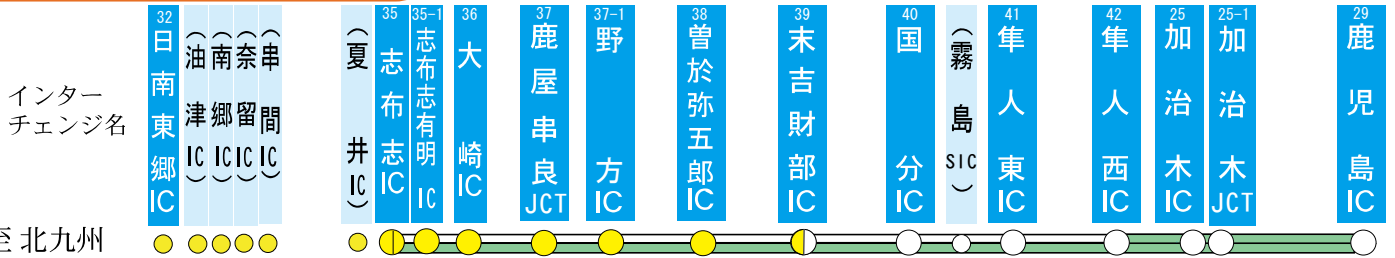 インター
チェンジ名
32 日南東郷IC
（油津IC）
（南郷IC）
（奈留IC）
（串間IC）
（夏井IC）
35 志布志IC
35-1 志布志有明IC
36 大崎IC
37 鹿屋串良JCT
37-1 野方IC
38 曽於弥五郎IC
39 末吉財部IC
40 国分IC
（霧島SIC）
41 隼人東IC
42 隼人西IC
25 加治木IC
25-1 加治木JCT
29 鹿児島IC
至 北九州